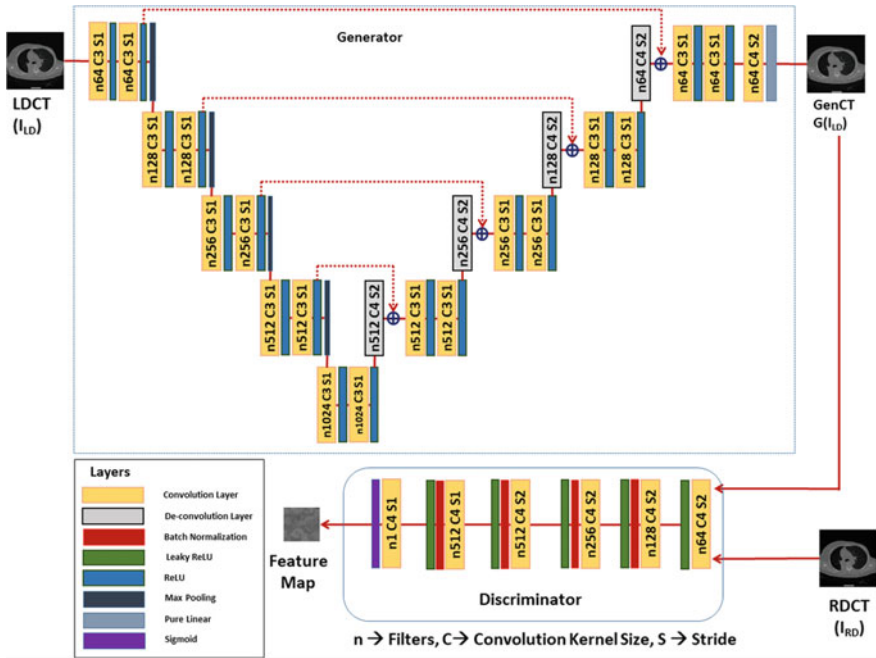 Generator
LDCT
(I_LD)
n64 C3 S1
n64 C3 S1
n128 C3 S1
n128 C3 S1
n256 C3 S1
n256 C3 S1
n512 C3 S1
n512 C3 S1
n1024 C3 S1
n1024 C3 S1
n512 C4 S2
n512 C3 S1
n512 C3 S1
n256 C4 S2
n256 C3 S1
n256 C3 S1
n128 C4 S2
n128 C3 S1
n128 C3 S1
n64 C4 S2
n64 C3 S1
n64 C3 S1
n64 C4 S2
GenCT
G(I_LD)
Layers
Convolution Layer
De-convolution Layer
Batch Normalization
Leaky ReLU
ReLU
Max Pooling
Pure Linear
Sigmoid
Feature
Map
n1 C4 S1
n512 C4 S1
n512 C4 S2
n256 C4 S2
n128 C4 S2
n64 C4 S2
Discriminator
RDCT
(I_RD)
n → Filters, C→ Convolution Kernel Size, S → Stride